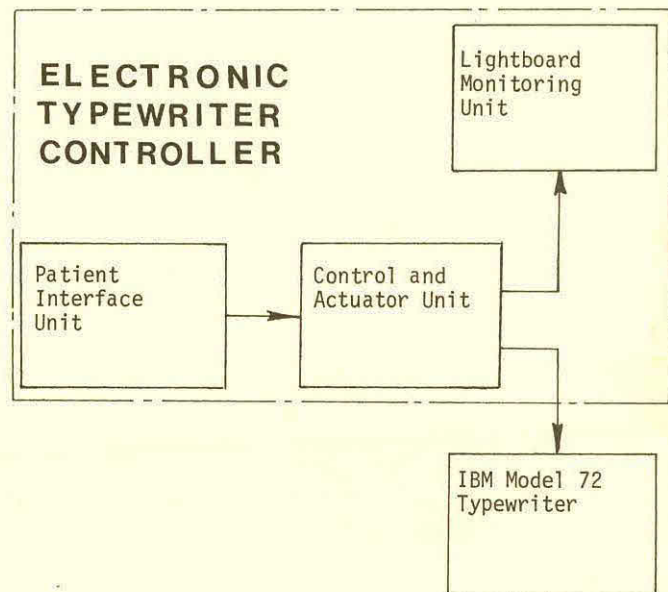 ELECTRONIC
TYPEWRITER
CONTROLLER
Lightboard
Monitoring
Unit
Patient
Interface
Unit
Control and
Actuator Unit
IBM Model 72
Typewriter